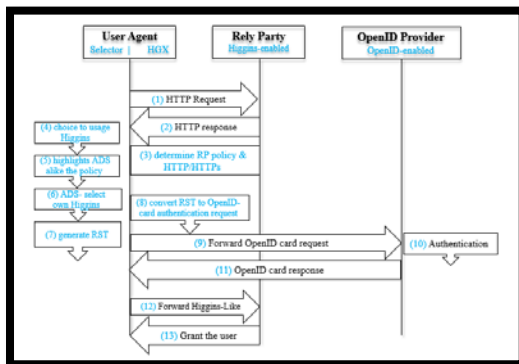 User Agent
Selector | HGX
Rely Party
Higgins-enabled
OpenID Provider
OpenID-enabled
(1) HTTP Request
(2) HTTP response
(3) determine RP policy &
HTTP/HTTPs
(4) choice to usage
Higgins
(5) highlights ADS
alike the policy
(6) ADS- select
own Higgins
(7) generate RST
(8) convert RST to OpenID-
card authentication request
(9) Forward OpenID card request
(10) Authentication
(11) OpenID card response
(12) Forward Higgins-Like
(13) Grant the user